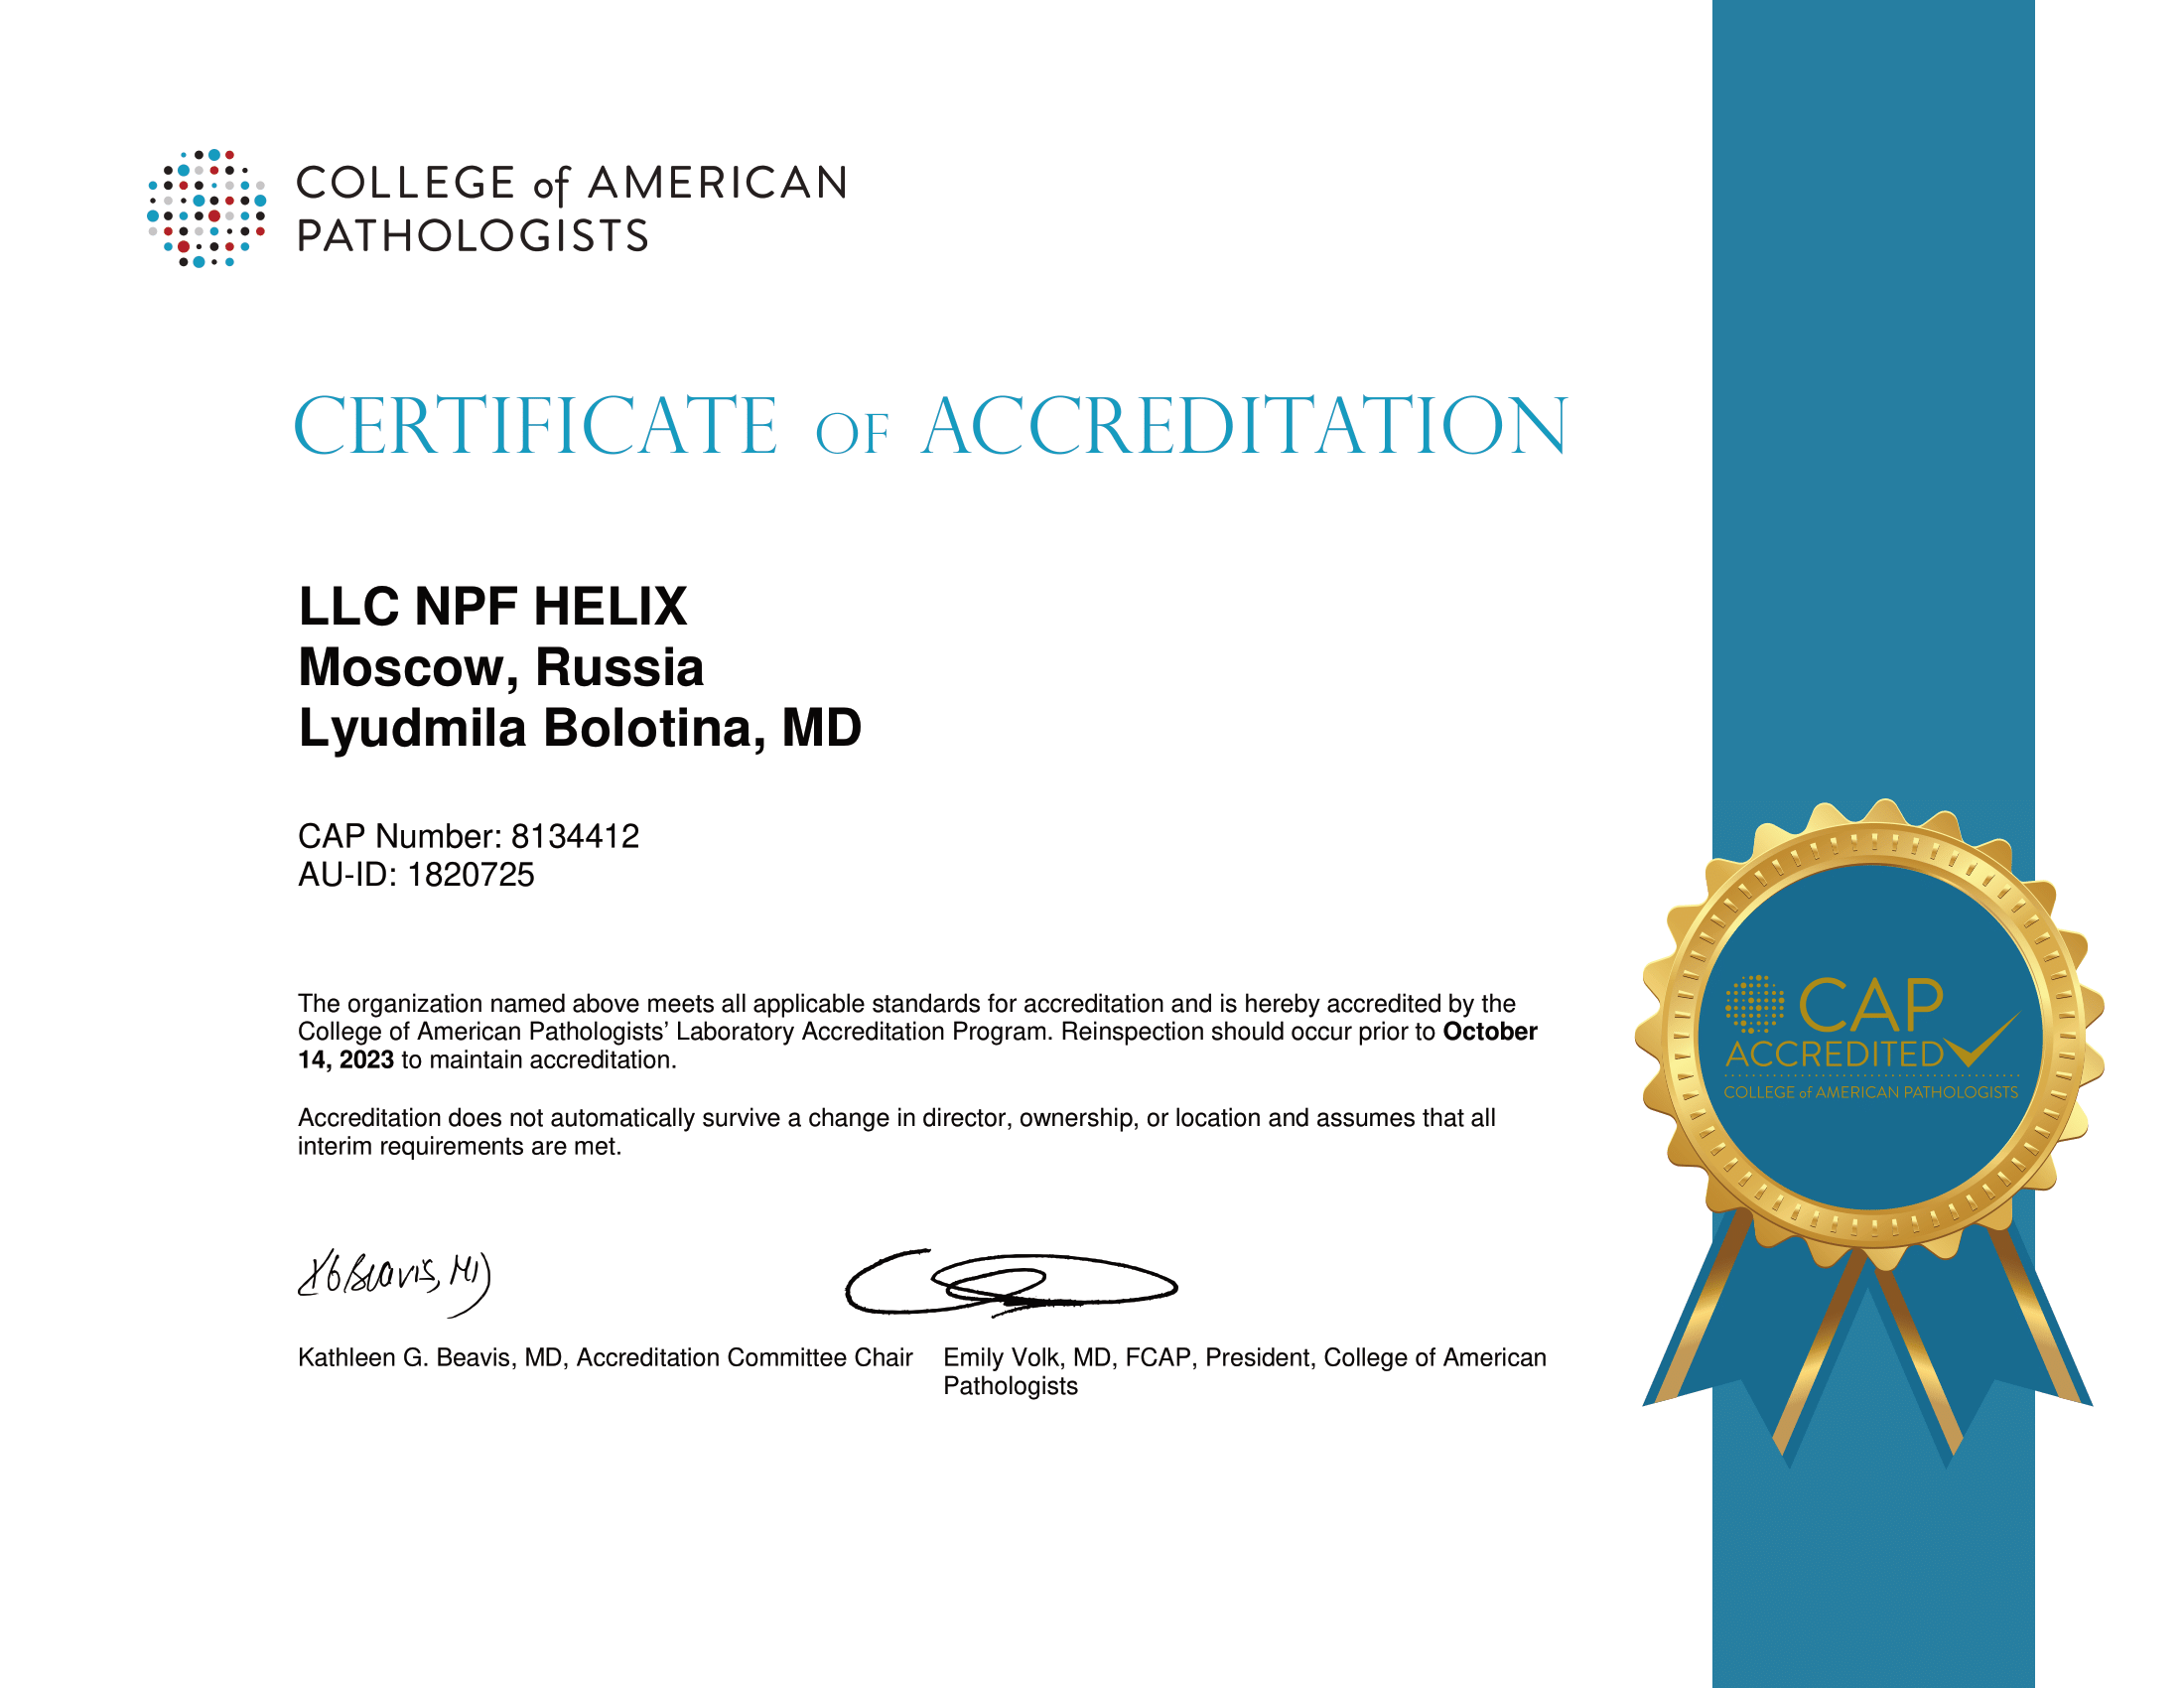 COLLEGE of AMERICAN
PATHOLOGISTS
CERTIFICATE OF ACCREDITATION
LLC NPF HELIX
Moscow, Russia
Lyudmila Bolotina, MD
CAP Number: 8134412
AU-ID: 1820725
The organization named above meets all applicable standards for accreditation and is hereby accredited by the
College of American Pathologists’ Laboratory Accreditation Program. Reinspection should occur prior to October
14, 2023 to maintain accreditation.
Accreditation does not automatically survive a change in director, ownership, or location and assumes that all
interim requirements are met.
CAP
ACCREDITED
COLLEGE of AMERICAN PATHOLOGISTS
Beavis, MD
Kathleen G. Beavis, MD, Accreditation Committee Chair
Emily Volk, MD, FCAP, President, College of American
Pathologists